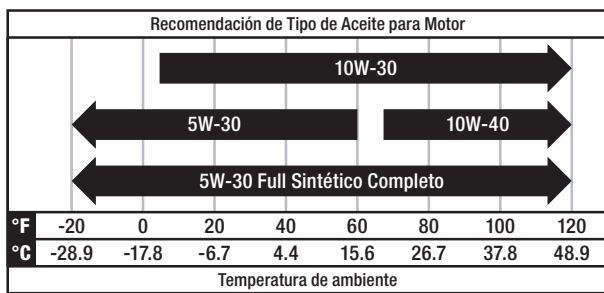 Recomendación de Tipo de Aceite para Motor
10W-30
5W-30 10W-40
5W-30 Full Sintético Completo
°F -20 0 20 40 60 80 100 120
°C -28.9 -17.8 -6.7 4.4 15.6 26.7 37.8 48.9
Temperatura de ambiente